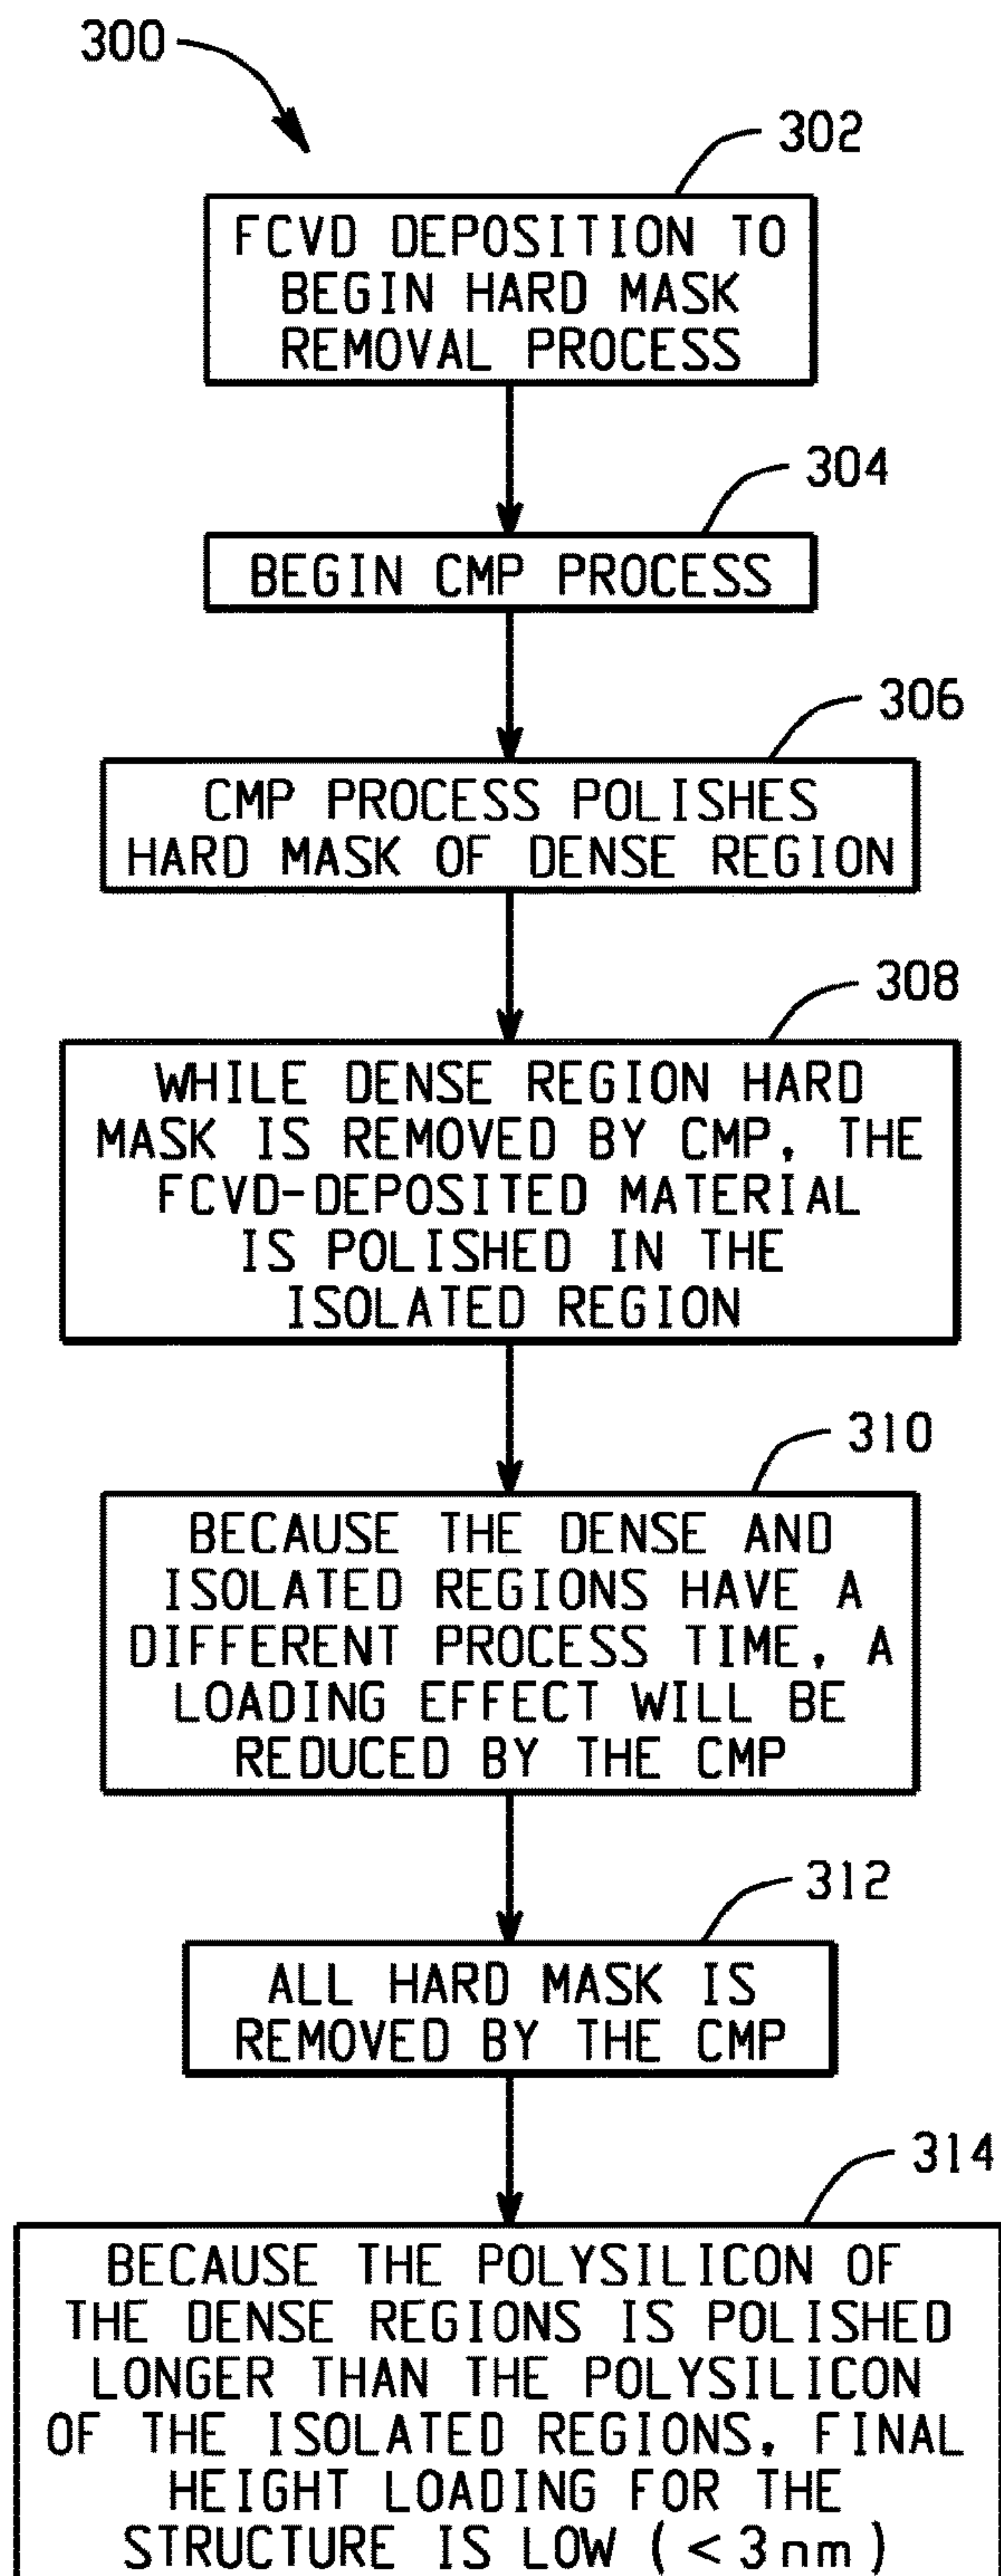 300
302
FCVD DEPOSITION TO
BEGIN HARD MASK
REMOVAL PROCESS
304
BEGIN CMP PROCESS
306
CMP PROCESS POLISHES
HARD MASK OF DENSE REGION
308
WHILE DENSE REGION HARD
MASK IS REMOVED BY CMP, THE
FCVD-DEPOSITED MATERIAL
IS POLISHED IN THE
ISOLATED REGION
310
BECAUSE THE DENSE AND
ISOLATED REGIONS HAVE A
DIFFERENT PROCESS TIME, A
LOADING EFFECT WILL BE
REDUCED BY THE CMP
312
ALL HARD MASK IS
REMOVED BY THE CMP
314
BECAUSE THE POLYSILICON OF
THE DENSE REGIONS IS POLISHED
LONGER THAN THE POLYSILICON
OF THE ISOLATED REGIONS, FINAL
HEIGHT LOADING FOR THE
STRUCTURE IS LOW (<3nm)